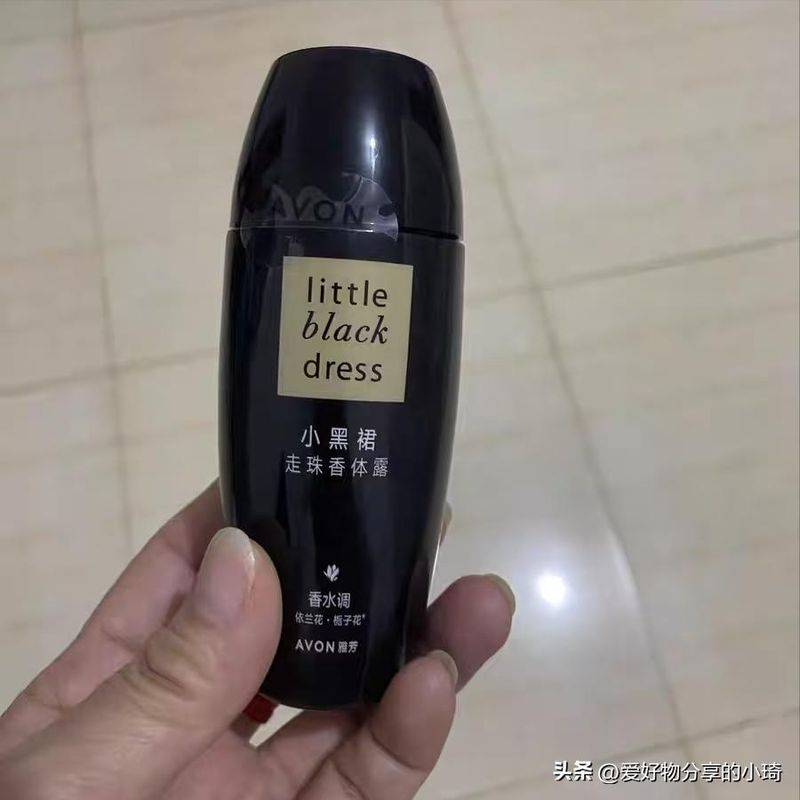 AVON
little
black
dress
小黑裙
走珠香体露
香水调
依兰花·栀子花*
AVON 雅芳
头条 @爱好物分享的小琦